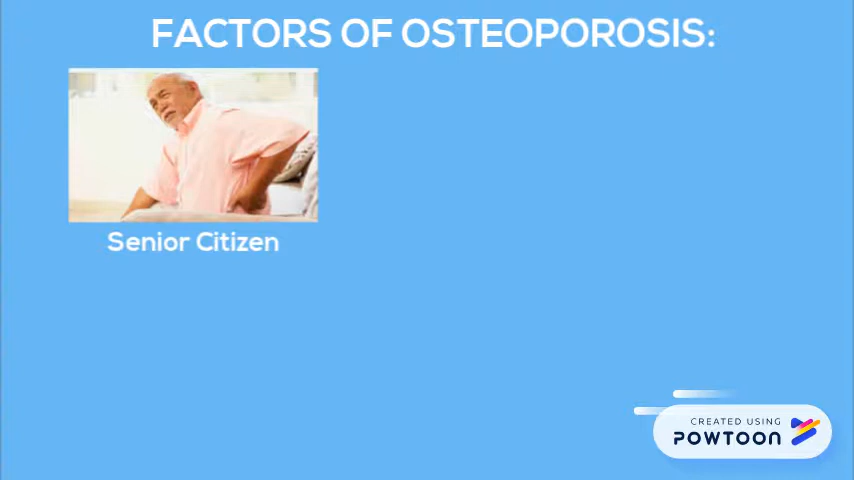 FACTORS OF OSTEOPOROSIS:
Senior Citizen
CREATED USING
POWTOON